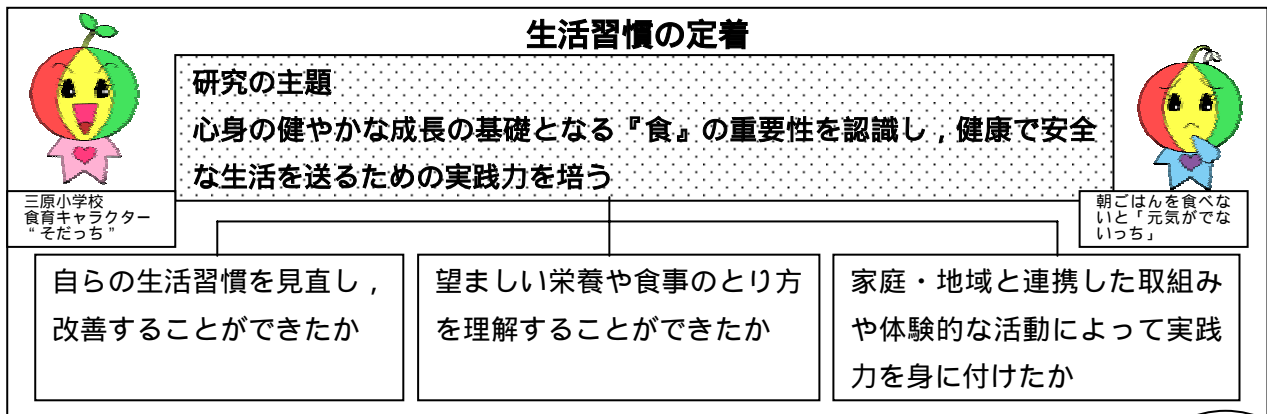 生活習慣の定着
研究の主題
心身の健やかな成長の基礎となる『食』の重要性を認識し，健康で安全
な生活を送るための実践力を培う
三原小学校
食育キャラクター
“そだっち”
朝ごはんを食べな
いと「元気がでな
いっち」
自らの生活習慣を見直し，
改善することができたか
望ましい栄養や食事のとり方
を理解することができたか
家庭・地域と連携した取組み
や体験的な活動によって実践
力を身に付けたか